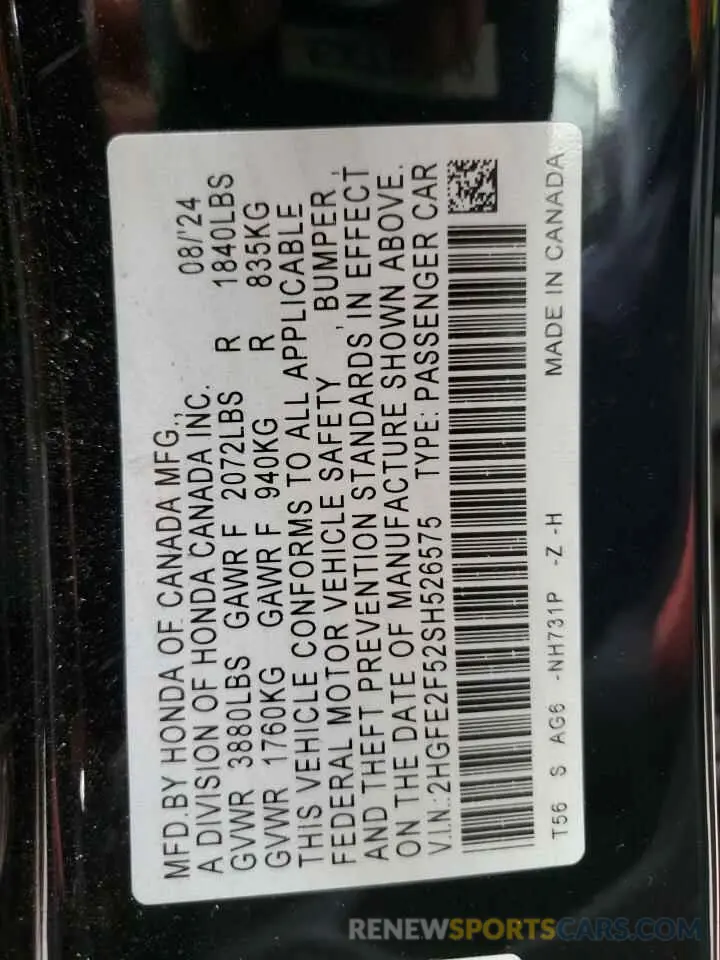 MFD.BY HONDA OF CANADA MFG.,
A DIVISION OF HONDA CANADA INC. 08/'24
GVWR 3880LBS GAWR F 2072LBS R 1840LBS
GVWR 1760KG GAWR F 940KG R 835KG
THIS VEHICLE CONFORMS TO ALL APPLICABLE
FEDERAL MOTOR VEHICLE SAFETY, BUMPER,
AND THEFT PREVENTION STANDARDS IN EFFECT
ON THE DATE OF MANUFACTURE SHOWN ABOVE.
V.I.N.:2HGFE2F52SH526575 TYPE: PASSENGER CAR
T56 S AG6 -NH731P -Z -H MADE IN CANADA
RENEWSPORTSCARS.COM